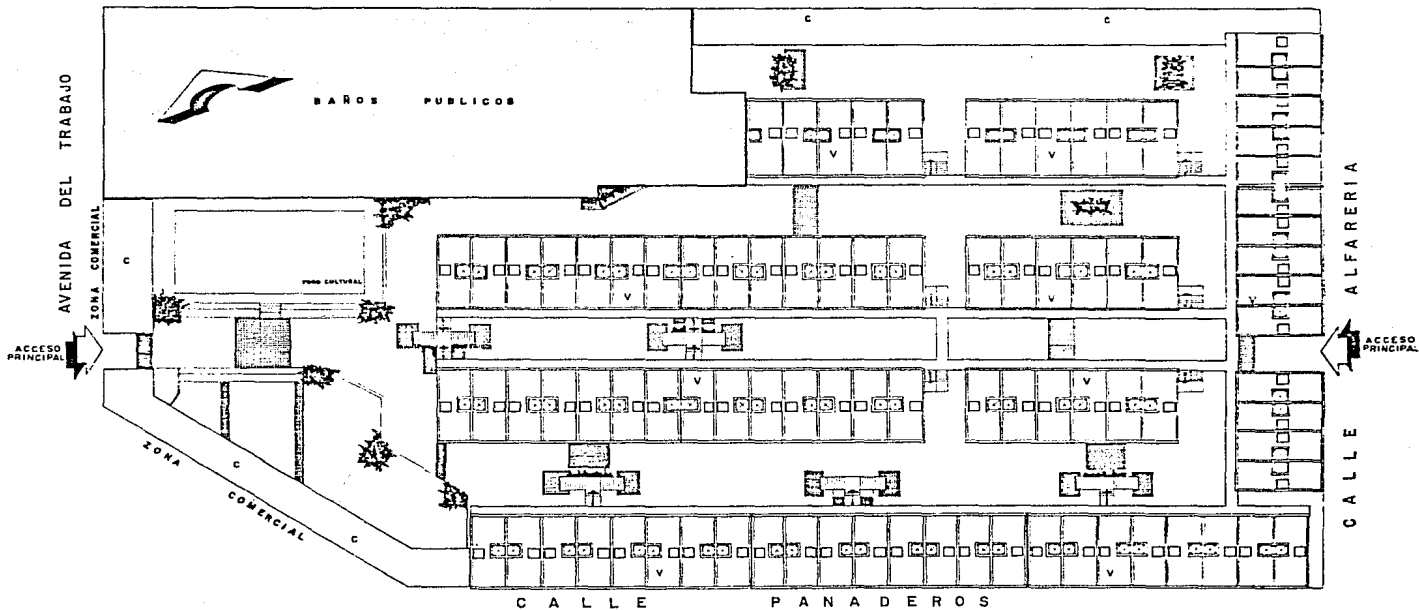 C
C
BAÑOS PUBLICOS
AVENIDA DEL TRABAJO
ZONA COMERCIAL
C
V
V
FORO CULTURAL
V
V
V
ACCESO
PRINCIPAL
ACCESO
PRINCIPAL
V
V
CALLE ALFARERIA
ZONA COMERCIAL
C
C
V
V
CALLE PANADEROS